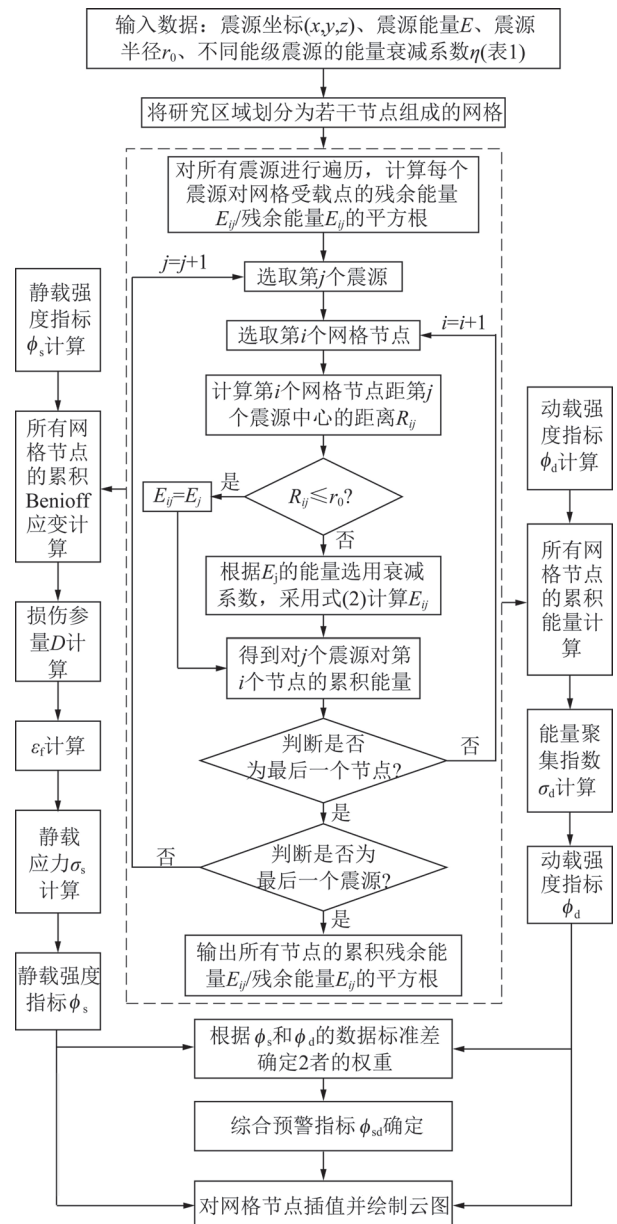 输入数据：震源坐标(x,y,z)、震源能量E、震源
半径r₀、不同能级震源的能量衰减系数η(表1)
将研究区域划分为若干节点组成的网格
对所有震源进行遍历，计算每个
震源对网格受载点的残余能量
Eᵢⱼ/残余能量Eᵢⱼ的平方根
j=j+1
选取第j个震源
i=i+1
选取第i个网格节点
计算第i个网格节点距第j
个震源中心的距离Rᵢⱼ
Rᵢⱼ≤r₀?
是
Eᵢⱼ=Eⱼ
否
根据Eⱼ的能量选用衰减
系数，采用式(2)计算Eᵢⱼ
得到对j个震源对第
i个节点的累积能量
判断是否
为最后一个节点?
否
是
判断是否为
最后一个震源?
否
是
输出所有节点的累积残余能
量Eᵢⱼ/残余能量Eᵢⱼ的平方根
静载强
度指标
ϕₛ计算
所有网
格节点
的累积
Benioff
应变计
算
损伤参
量D计
算
ε_f计算
静载
应力σₛ
计算
静载强度
指标ϕₛ
动载强
度指标
ϕ_d计算
所有网
格节点
的累积
能量计
算
能量聚
集指数
σ_d计算
动载强
度指标
ϕ_d
根据ϕₛ和ϕ_d的数据标准差
确定2者的权重
综合预警指标ϕ_sd确定
对网格节点插值并绘制云图